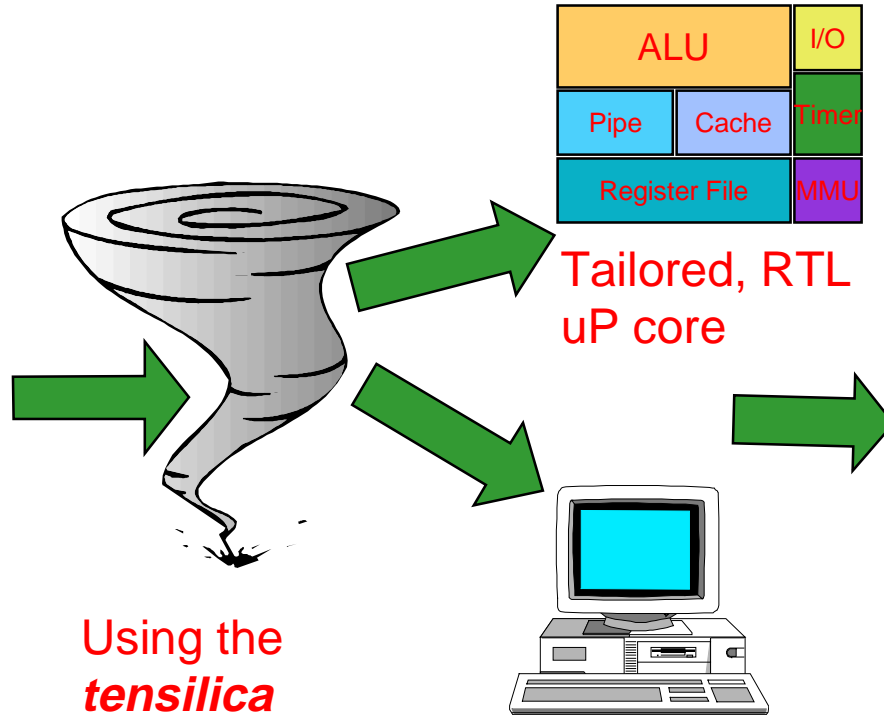 ALU
I/O
Pipe
Cache
Timer
Register File
MMU
Tailored, RTL
uP core
Using the
tensilica